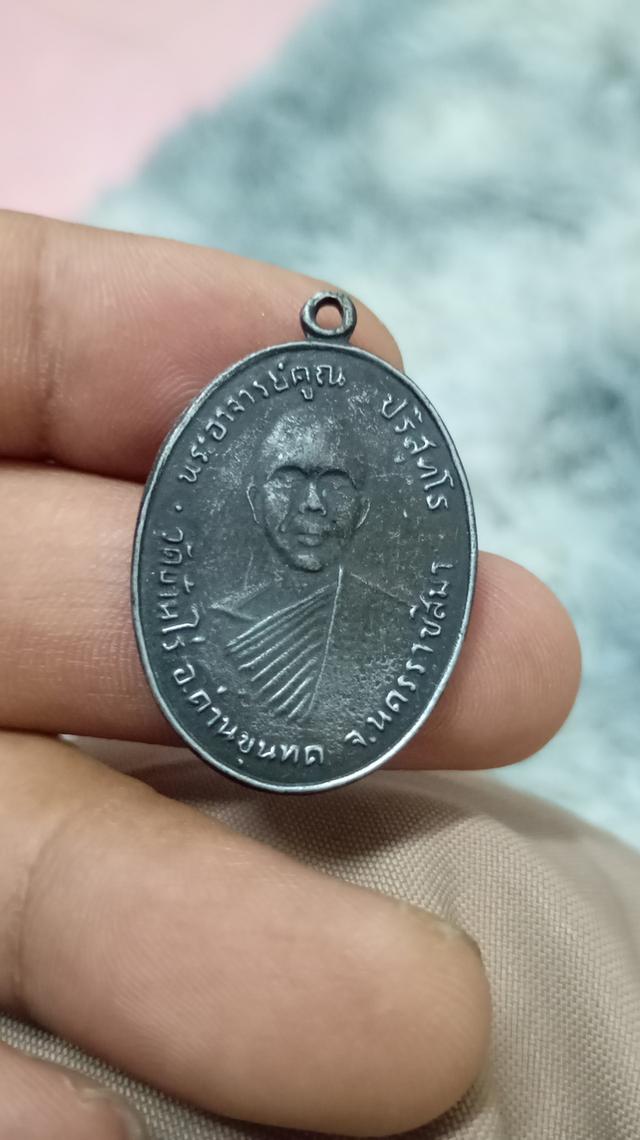 พระอาจารย์คูณ ปริสุทโธ
วัดบ้านไร่ อ.ด่านขุนทด จ.นครราชสีมา